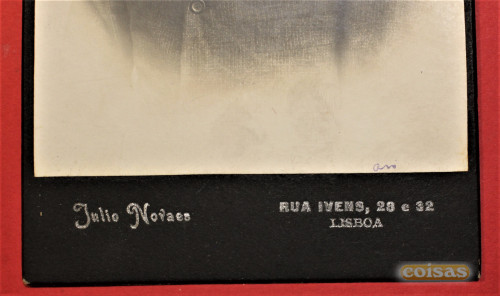 Julio Novaes
RUA IVENS, 28 e 32
LISBOA
coisas